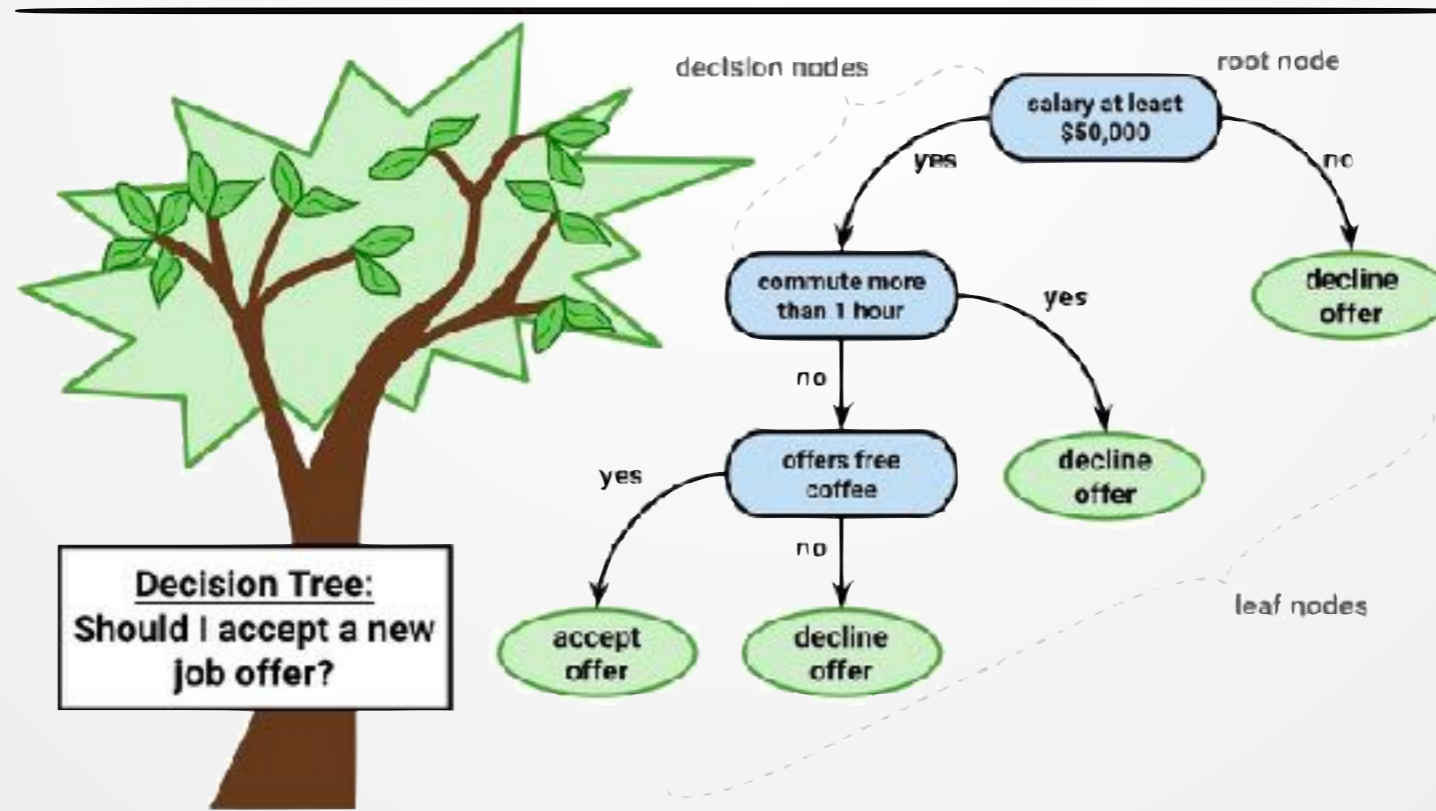 decision nodes
root node
salary at least
$50,000
yes
no
commute more
than 1 hour
decline
offer
yes
no
offers free
coffee
decline
offer
yes
no
leaf nodes
accept
offer
decline
offer
Decision Tree:
Should I accept a new
job offer?